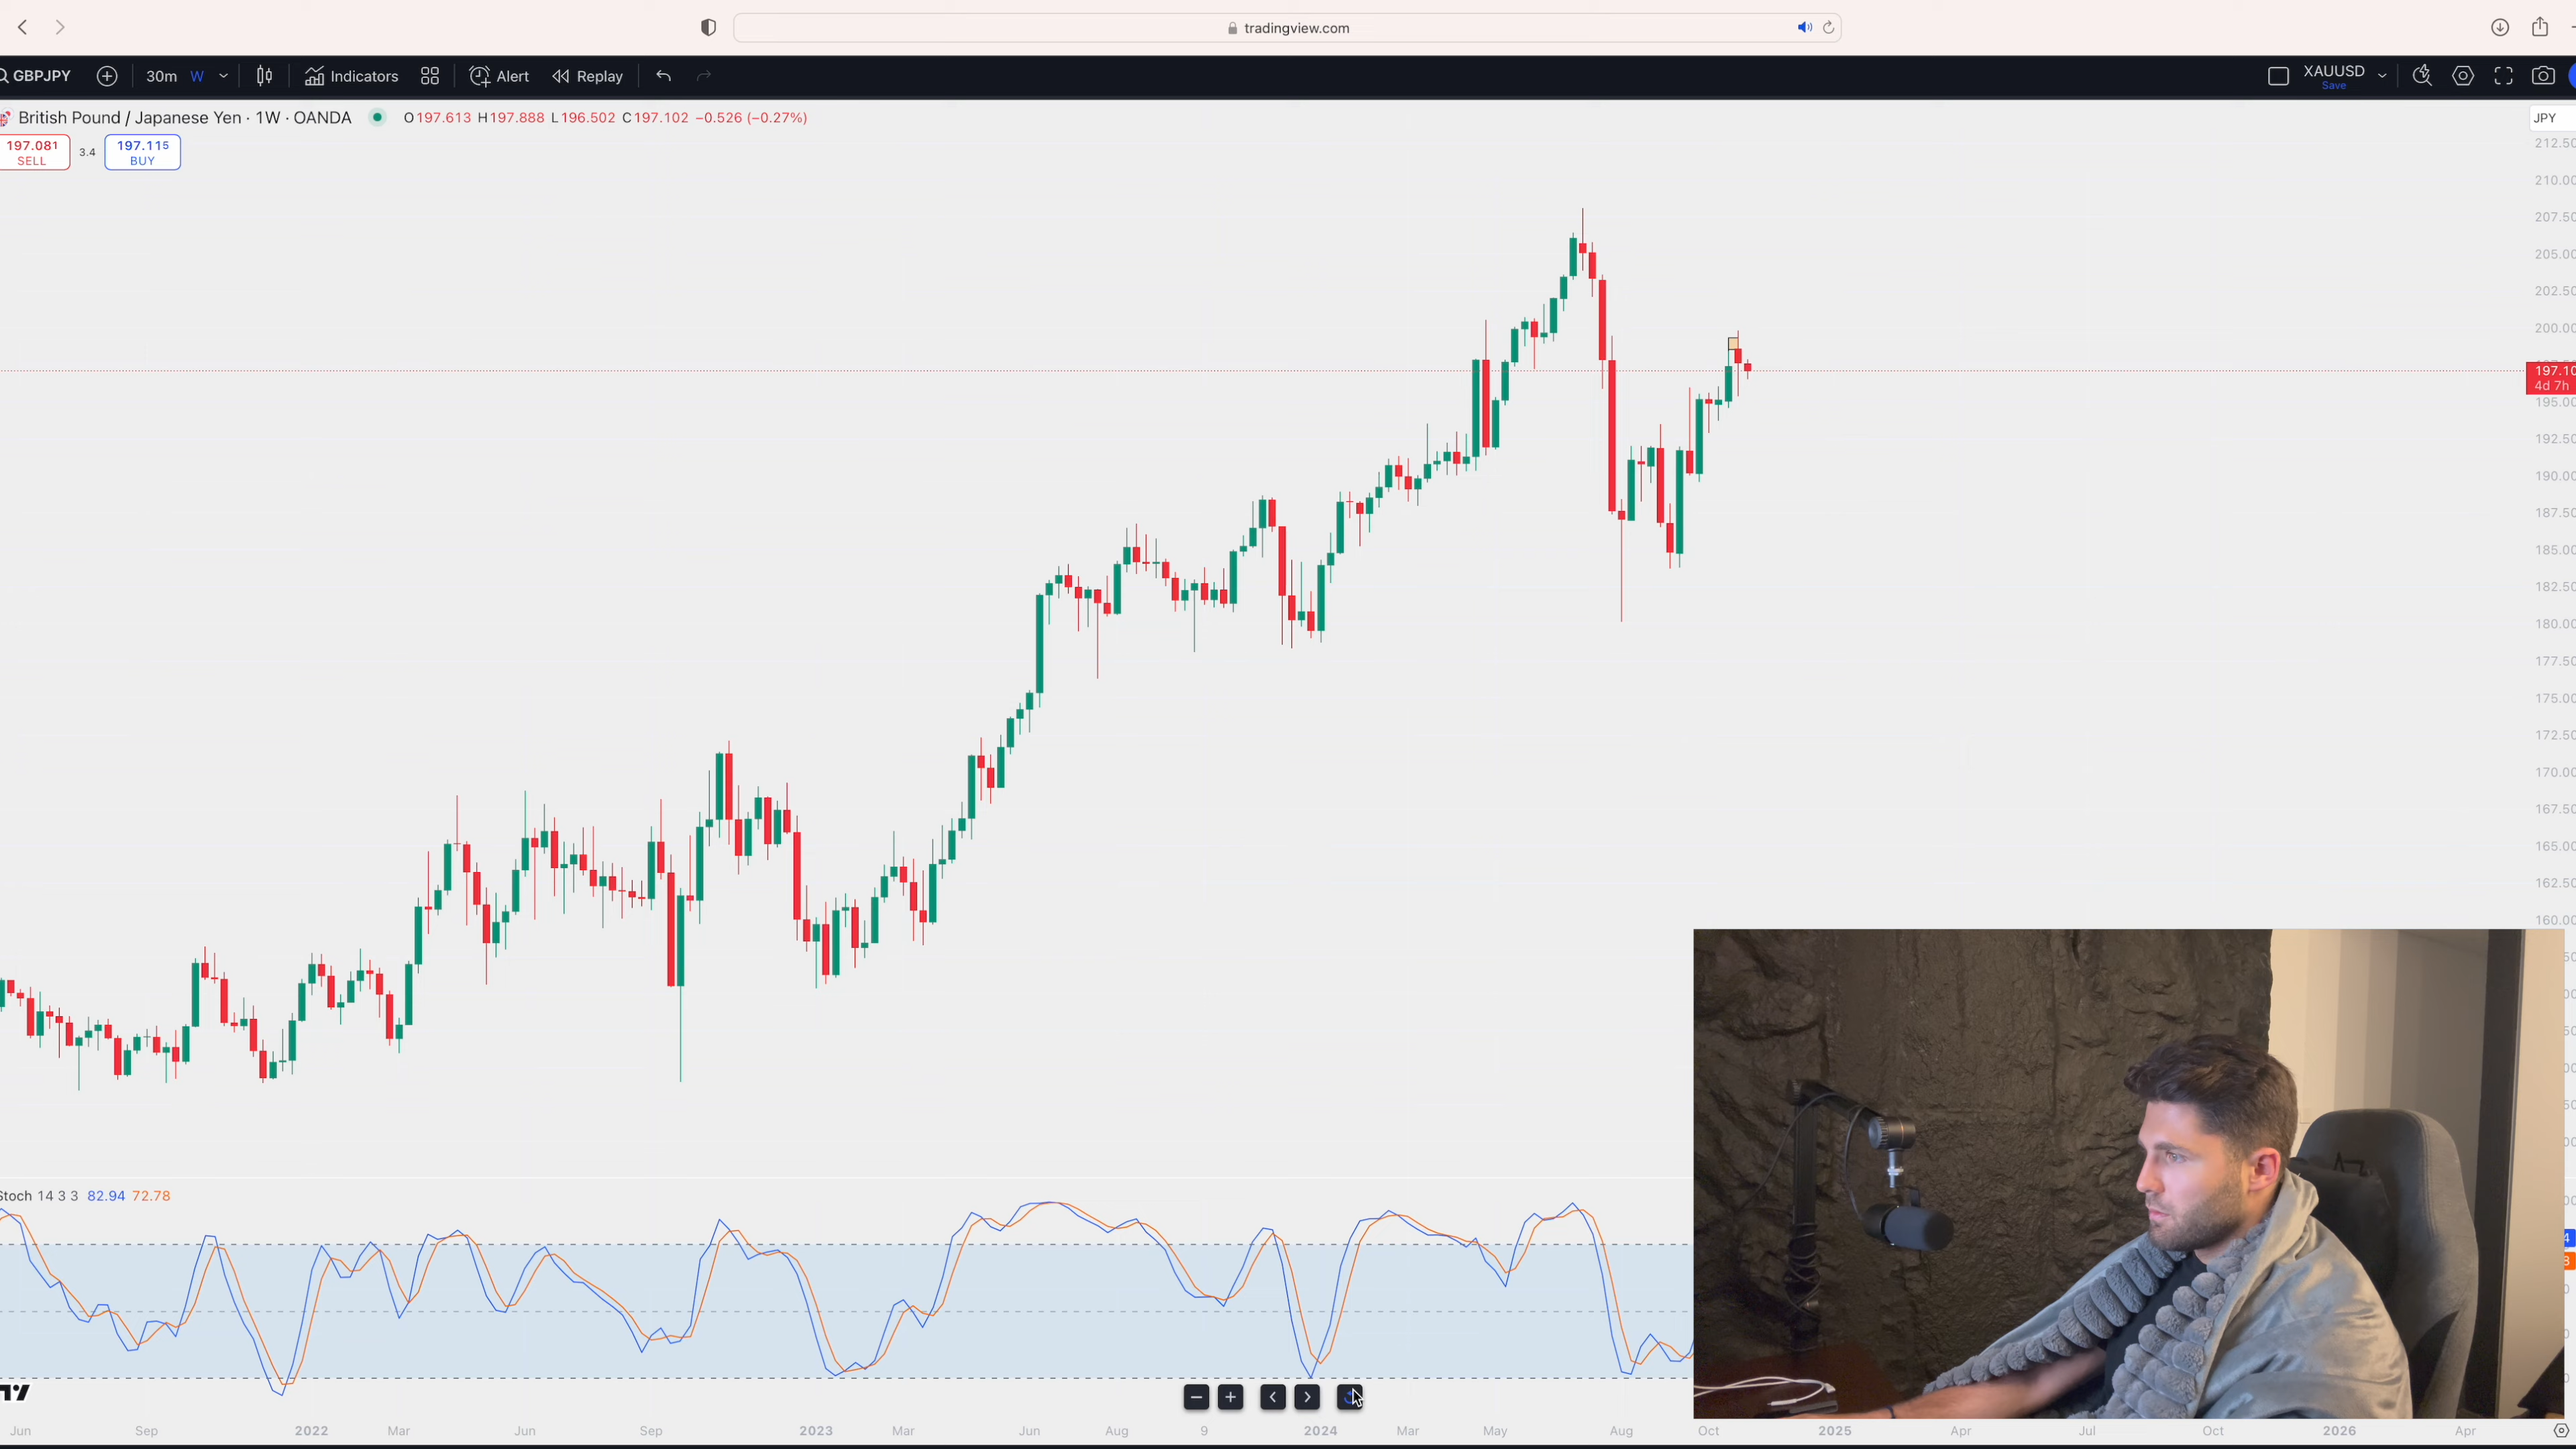 tradingview.com
GBPJPY 30m W Indicators Alert Replay XAUUSD
Save
British Pound / Japanese Yen · 1W · OANDA O197.613 H197.888 L196.502 C197.102 −0.526 (−0.27%)
JPY
197.081 3.4 197.115
SELL BUY
212.50
210.00
207.50
205.00
202.50
200.00
197.10
4d 7h
195.00
192.50
190.00
187.50
185.00
182.50
180.00
177.50
175.00
172.50
170.00
167.50
165.00
162.50
160.00
Stoch 14 3 3 82.94 72.78
Jun Sep 2022 Mar Jun Sep 2023 Mar Jun Aug 9 2024 Mar May Aug Oct 2025 Apr Jul Oct 2026 Apr